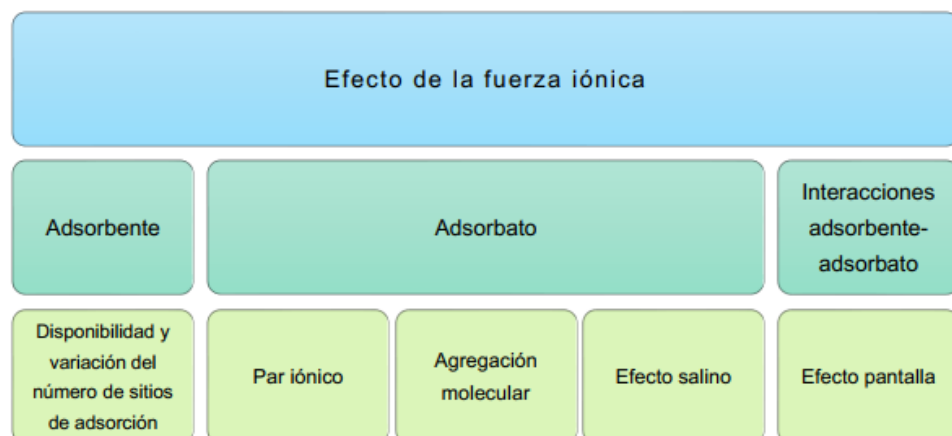 Efecto de la fuerza iónica
Adsorbente
Adsorbato
Interacciones
adsorbente-
adsorbato
Disponibilidad y
variación del
número de sitios
de adsorción
Par iónico
Agregación
molecular
Efecto salino
Efecto pantalla